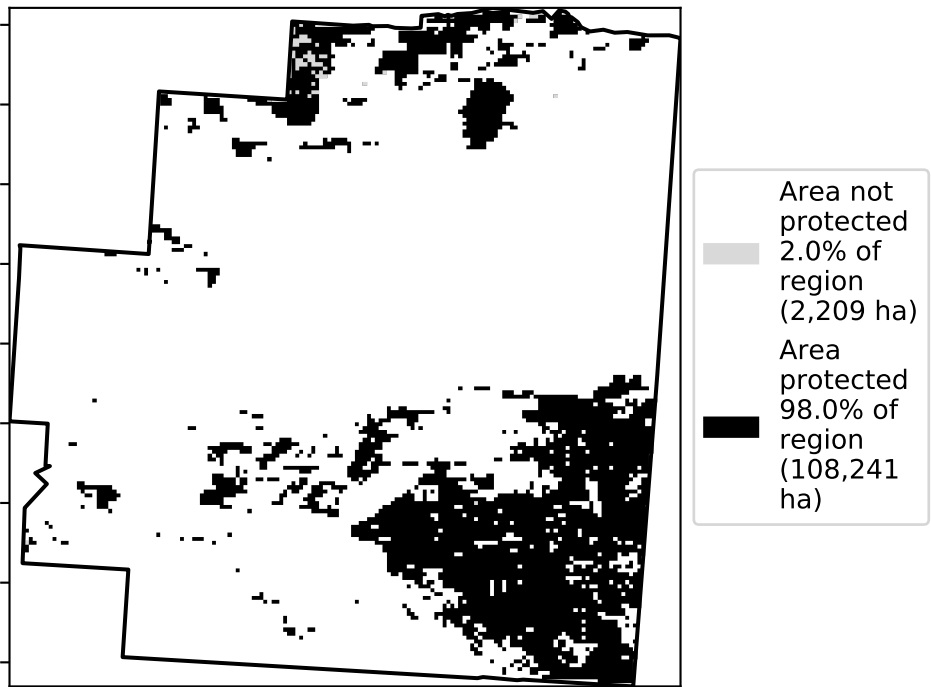 Area not
protected
2.0% of
region
(2,209 ha)
Area
protected
98.0% of
region
(108,241
ha)